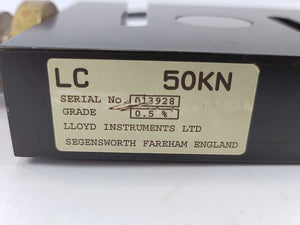 LC 50KN
SERIAL No. 013928
GRADE 0.5 %
LLOYD INSTRUMENTS LTD
SEGENSWORTH FAREHAM ENGLAND